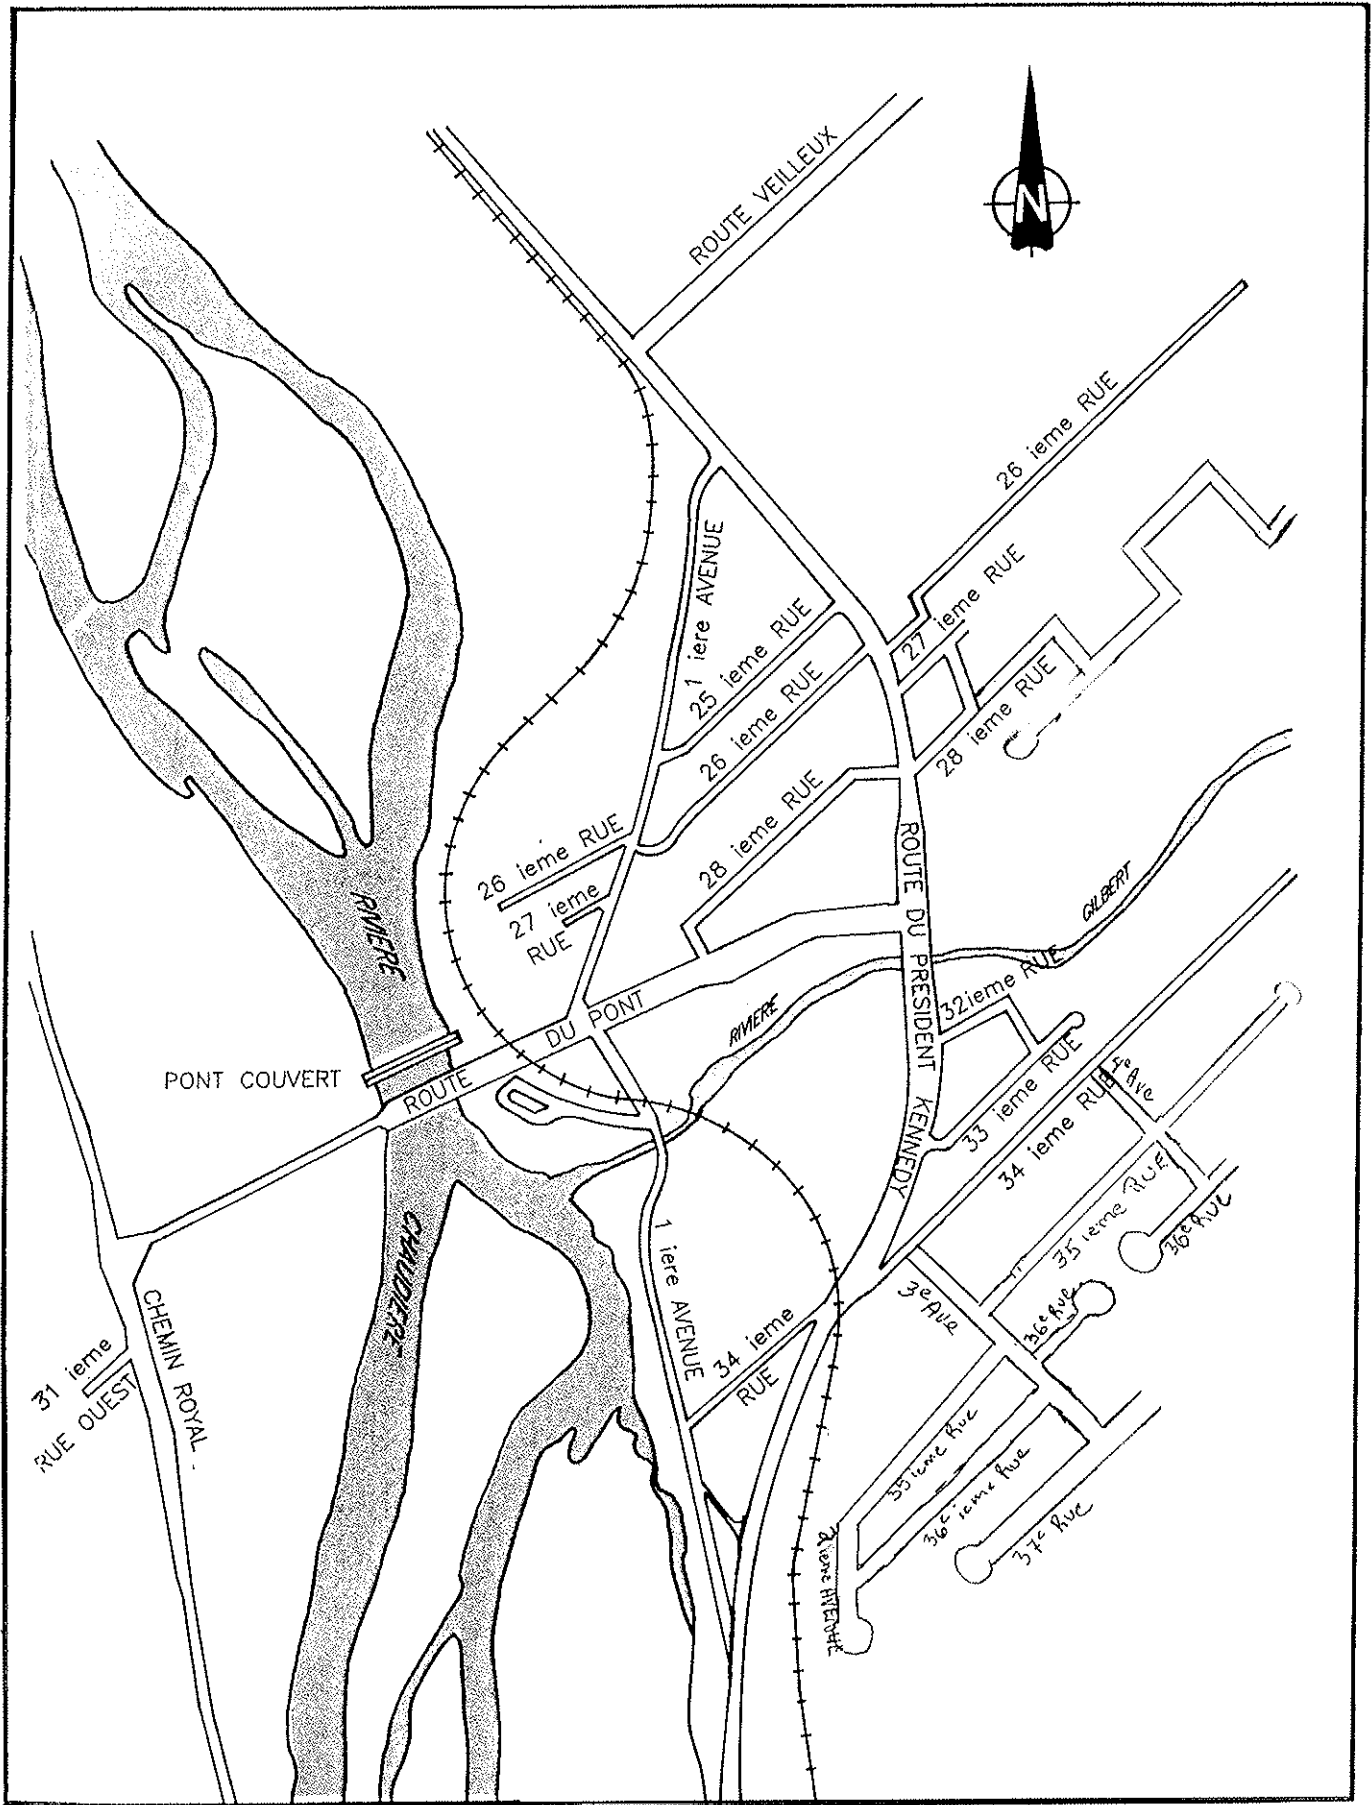 ROUTE VEILLEUX
N
26 ieme RUE
1 iere AVENUE
27 ieme RUE
25 ieme RUE
26 ieme RUE
28 ieme RUE
28 ieme RUE
26 ieme RUE
27 ieme
RUE
ROUTE DU PRESIDENT KENNEDY
GILBERT
RIVIERE
RIVIERE
32ieme RUE
PONT COUVERT
ROUTE DU PONT
33 ieme RUE
34 ieme RUE
5e Ave
35 ieme RUE
36e Rue
CHAUDIERE
1 iere AVENUE
3e Ave
36e Rue
CHEMIN ROYAL
31 ieme
RUE OUEST
34 ieme
RUE
35 ieme Rue
36e ieme Rue
37e Rue
2ieme AVENUE